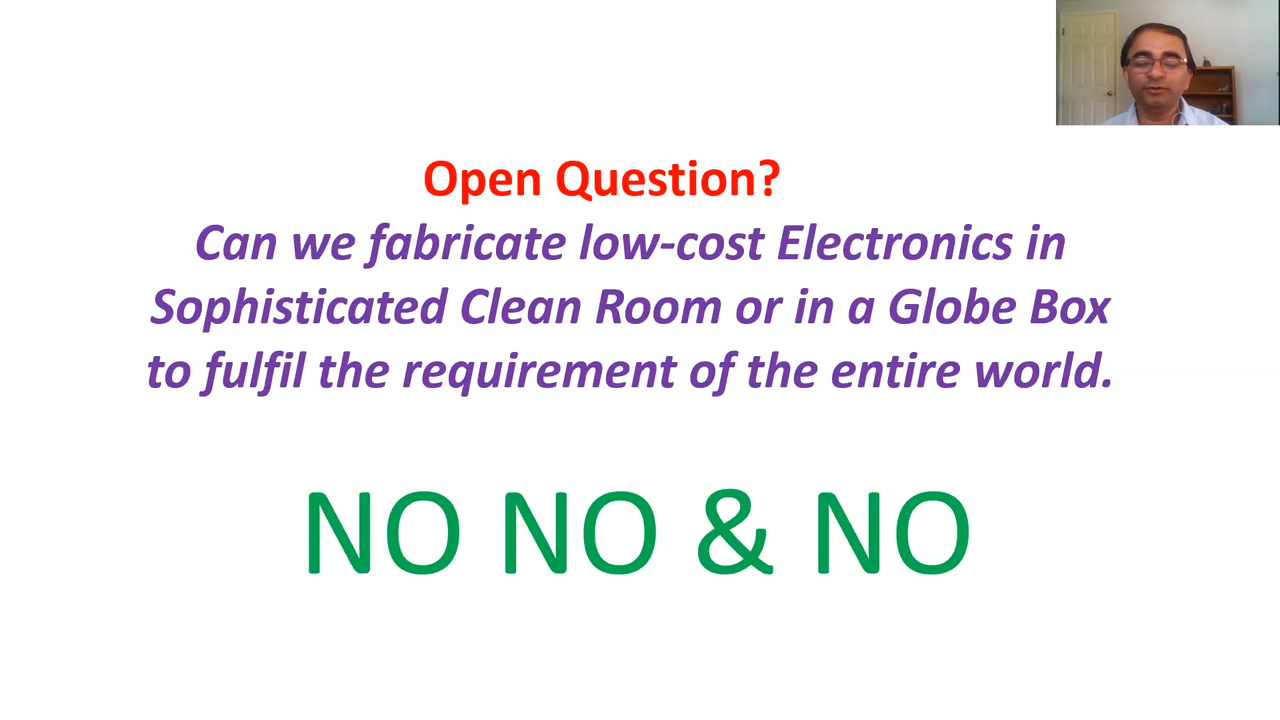 Open Question?
Can we fabricate low-cost Electronics in
Sophisticated Clean Room or in a Globe Box
to fulfil the requirement of the entire world.
NO NO & NO